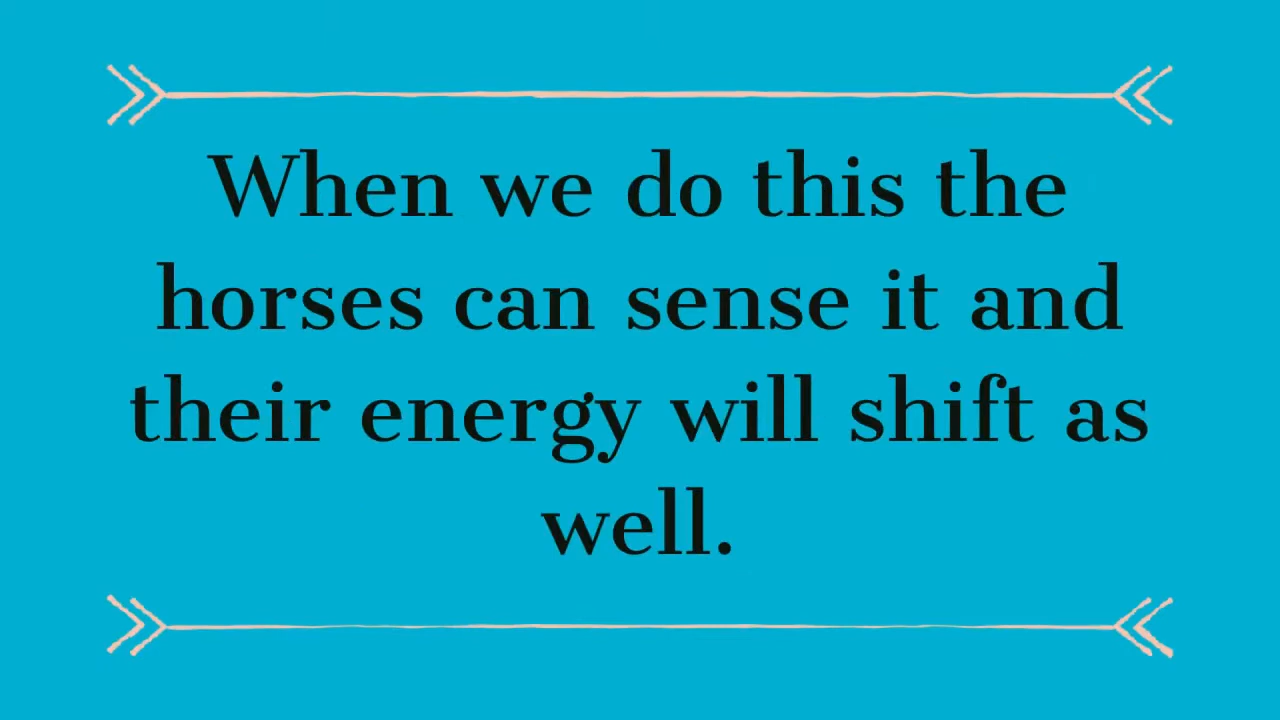 When we do this the
horses can sense it and
their energy will shift as
well.